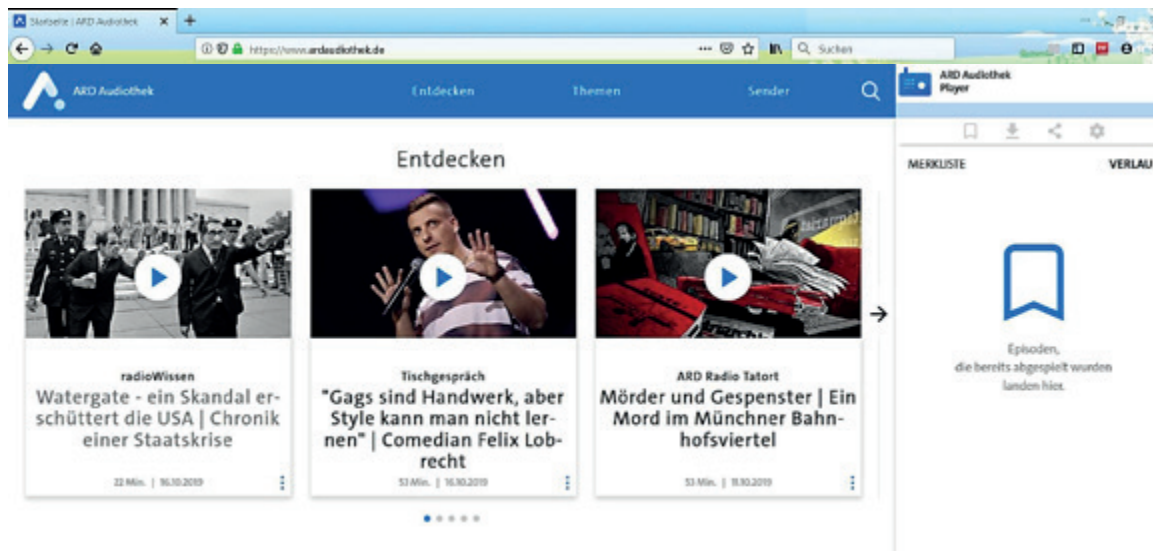 Startseite | ARD Audiothek
https://www.ardaudiothek.de
Suchen
ARD Audiothek
Entdecken
Themen
Sender
ARD Audiothek
Player
MERKLISTE
VERLAU
Entdecken
radioWissen
Watergate - ein Skandal er-
schüttert die USA | Chronik
einer Staatskrise
22 Min. | 16.10.2019
Tischgespräch
"Gags sind Handwerk, aber
Style kann man nicht ler-
nen" | Comedian Felix Lob-
recht
53 Min. | 16.10.2019
ARD Radio Tatort
Mörder und Gespenster | Ein
Mord im Münchner Bahn-
hofsviertel
53 Min. | 11.10.2019
Episoden,
die bereits abgespielt wurden
landen hier.